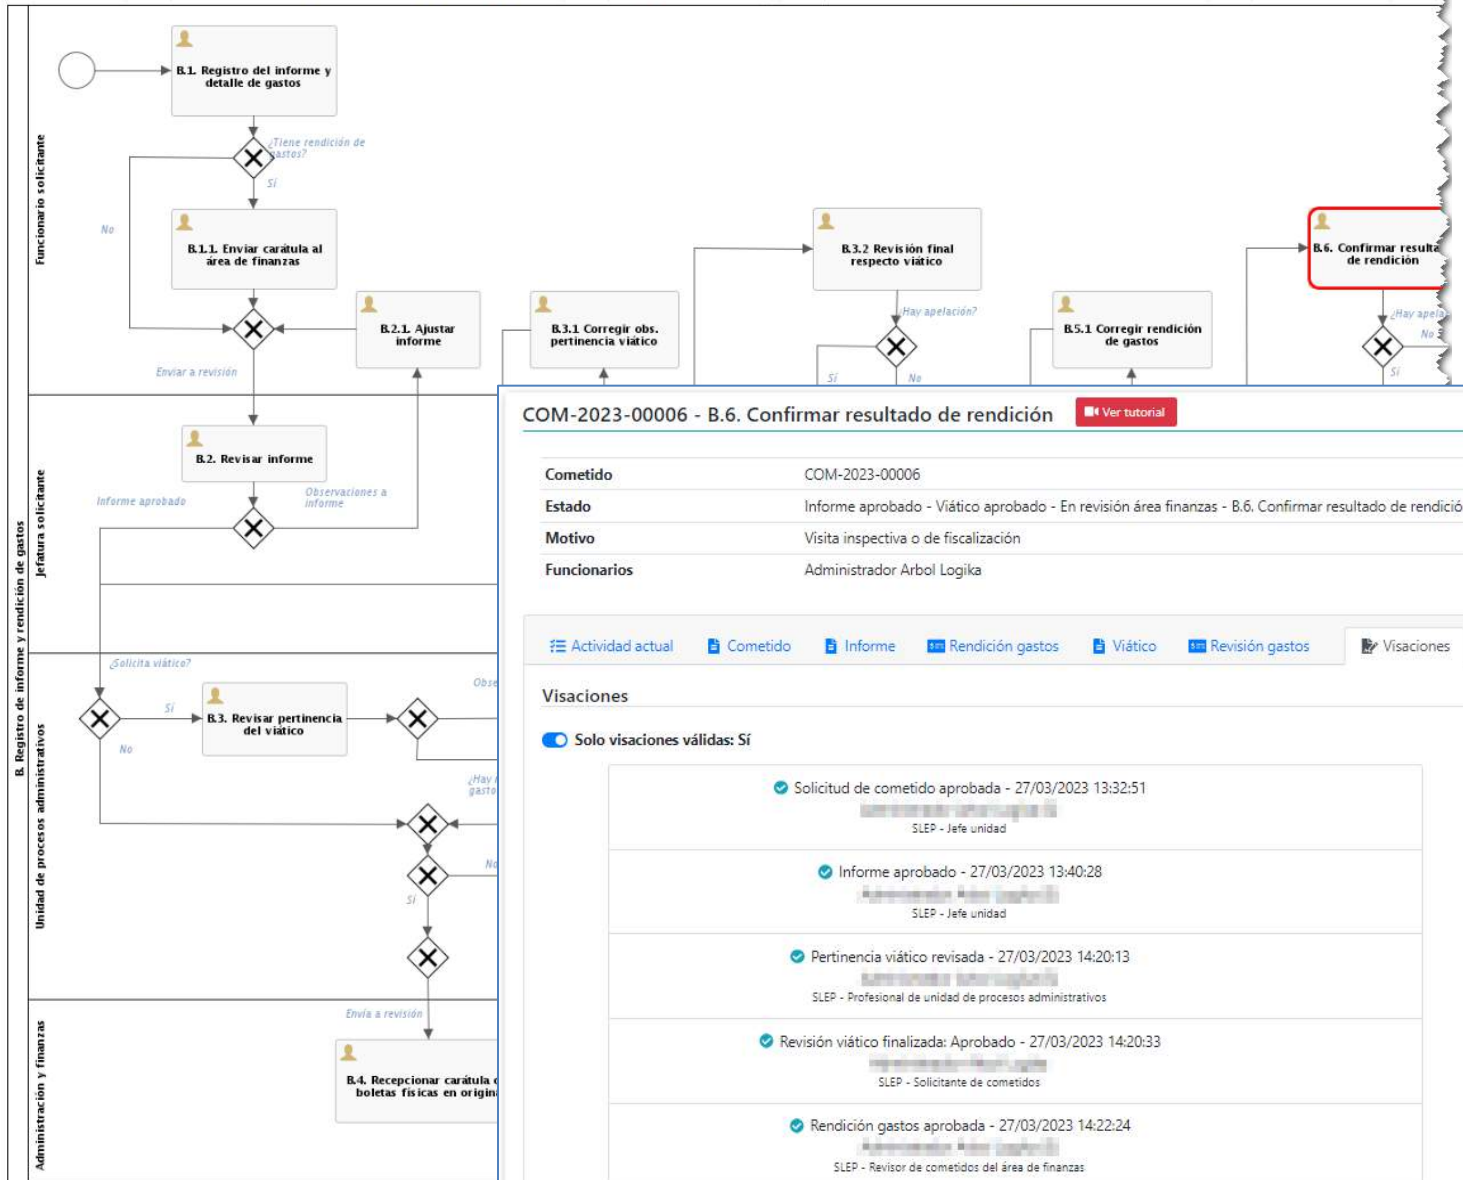 B. Registro de informe y rendición de gastos
Funcionario solicitante
B.1. Registro del informe y
detalle de gastos
¿Tiene rendición de
gastos?
Sí
No
B.1.1. Enviar carátula al
área de finanzas
B.2.1. Ajustar
informe
B.3.1 Corregir obs.
pertinencia viático
B.3.2 Revisión final
respecto viático
¿Hay apelación?
Sí
No
B.5.1 Corregir rendición
de gastos
B.6. Confirmar resulta
de rendición
¿Hay apela
No
Sí
Enviar a revisión
Jefatura solicitante
B.2. Revisar informe
Informe aprobado
Observaciones a
informe
Unidad de procesos administrativos
¿Solicita viático?
Sí
No
B.3. Revisar pertinencia
del viático
Obse
¿Hay
gasto
No
Sí
Administración y finanzas
Envía a revisión
B.4. Recepcionar carátula
boletas físicas en origin
COM-2023-00006 - B.6. Confirmar resultado de rendición
Ver tutorial
Cometido COM-2023-00006
Estado Informe aprobado - Viático aprobado - En revisión área finanzas - B.6. Confirmar resultado de rendició
Motivo Visita inspectiva o de fiscalización
Funcionarios Administrador Arbol Logika
Actividad actual Cometido Informe Rendición gastos Viático Revisión gastos Visaciones
Visaciones
Solo visaciones válidas: Sí
Solicitud de cometido aprobada - 27/03/2023 13:32:51
SLEP - Jefe unidad
Informe aprobado - 27/03/2023 13:40:28
SLEP - Jefe unidad
Pertinencia viático revisada - 27/03/2023 14:20:13
SLEP - Profesional de unidad de procesos administrativos
Revisión viático finalizada: Aprobado - 27/03/2023 14:20:33
SLEP - Solicitante de cometidos
Rendición gastos aprobada - 27/03/2023 14:22:24
SLEP - Revisor de cometidos del área de finanzas